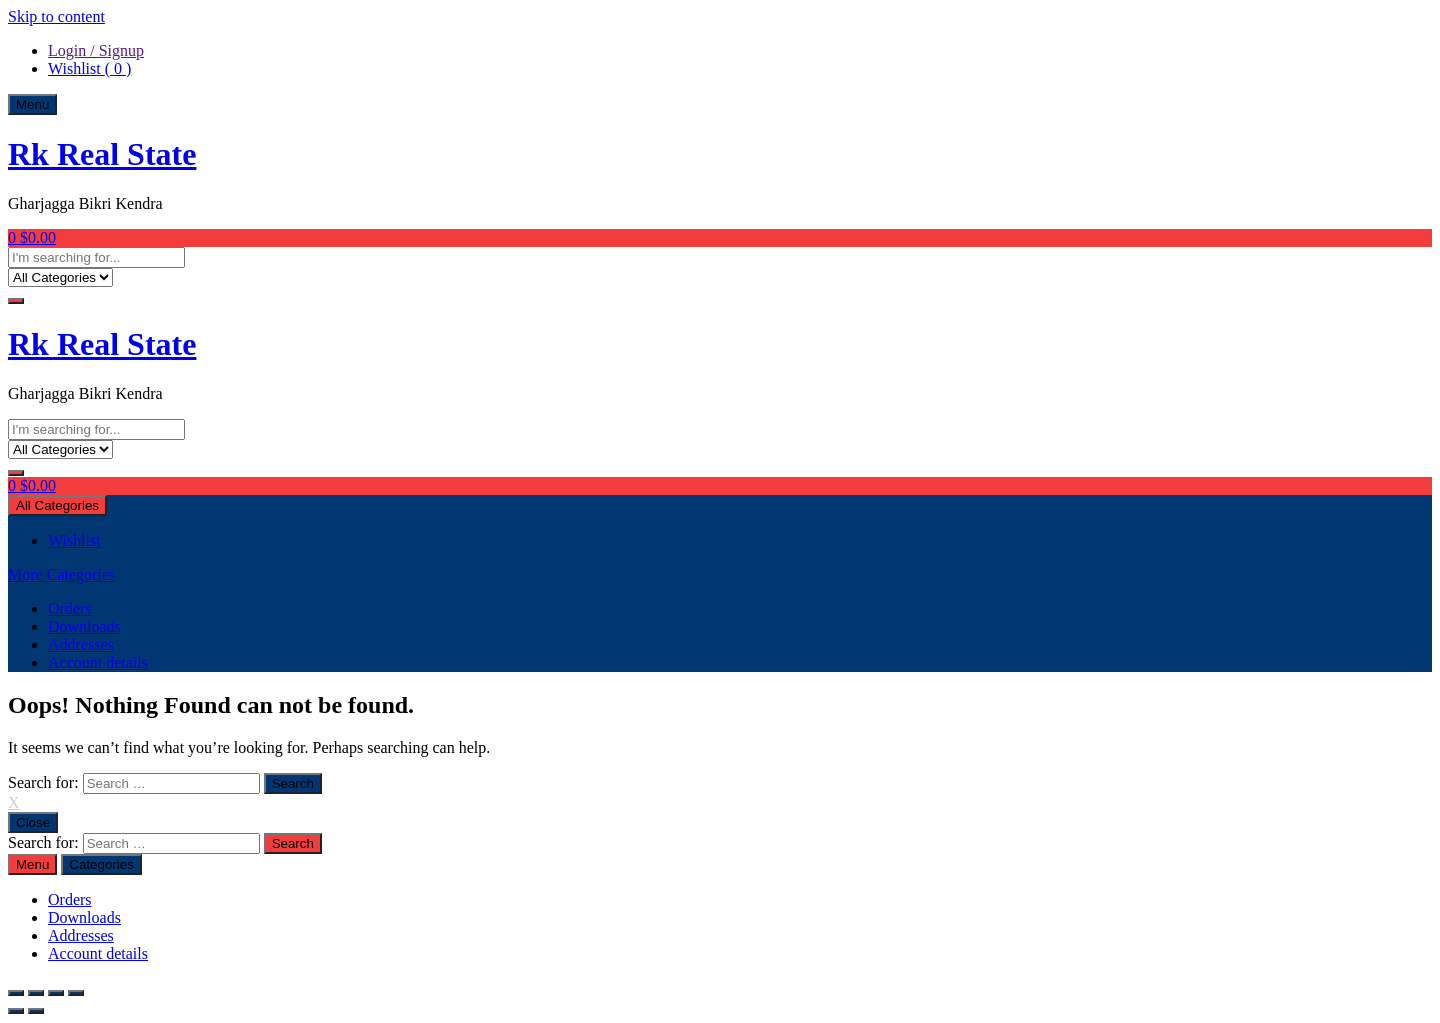 Skip to content
Login / Signup
Wishlist ( 0 )
Menu
Rk Real State
Gharjagga Bikri Kendra
0 $0.00
I'm searching for...
All Categories
Rk Real State
Gharjagga Bikri Kendra
I'm searching for...
All Categories
0 $0.00
All Categories
Wishlist
More Categories
Orders
Downloads
Addresses
Account details
Oops! Nothing Found can not be found.
It seems we can’t find what you’re looking for. Perhaps searching can help.
Search for: Search … Search
X
Close
Search for: Search … Search
Menu Categories
Orders
Downloads
Addresses
Account details